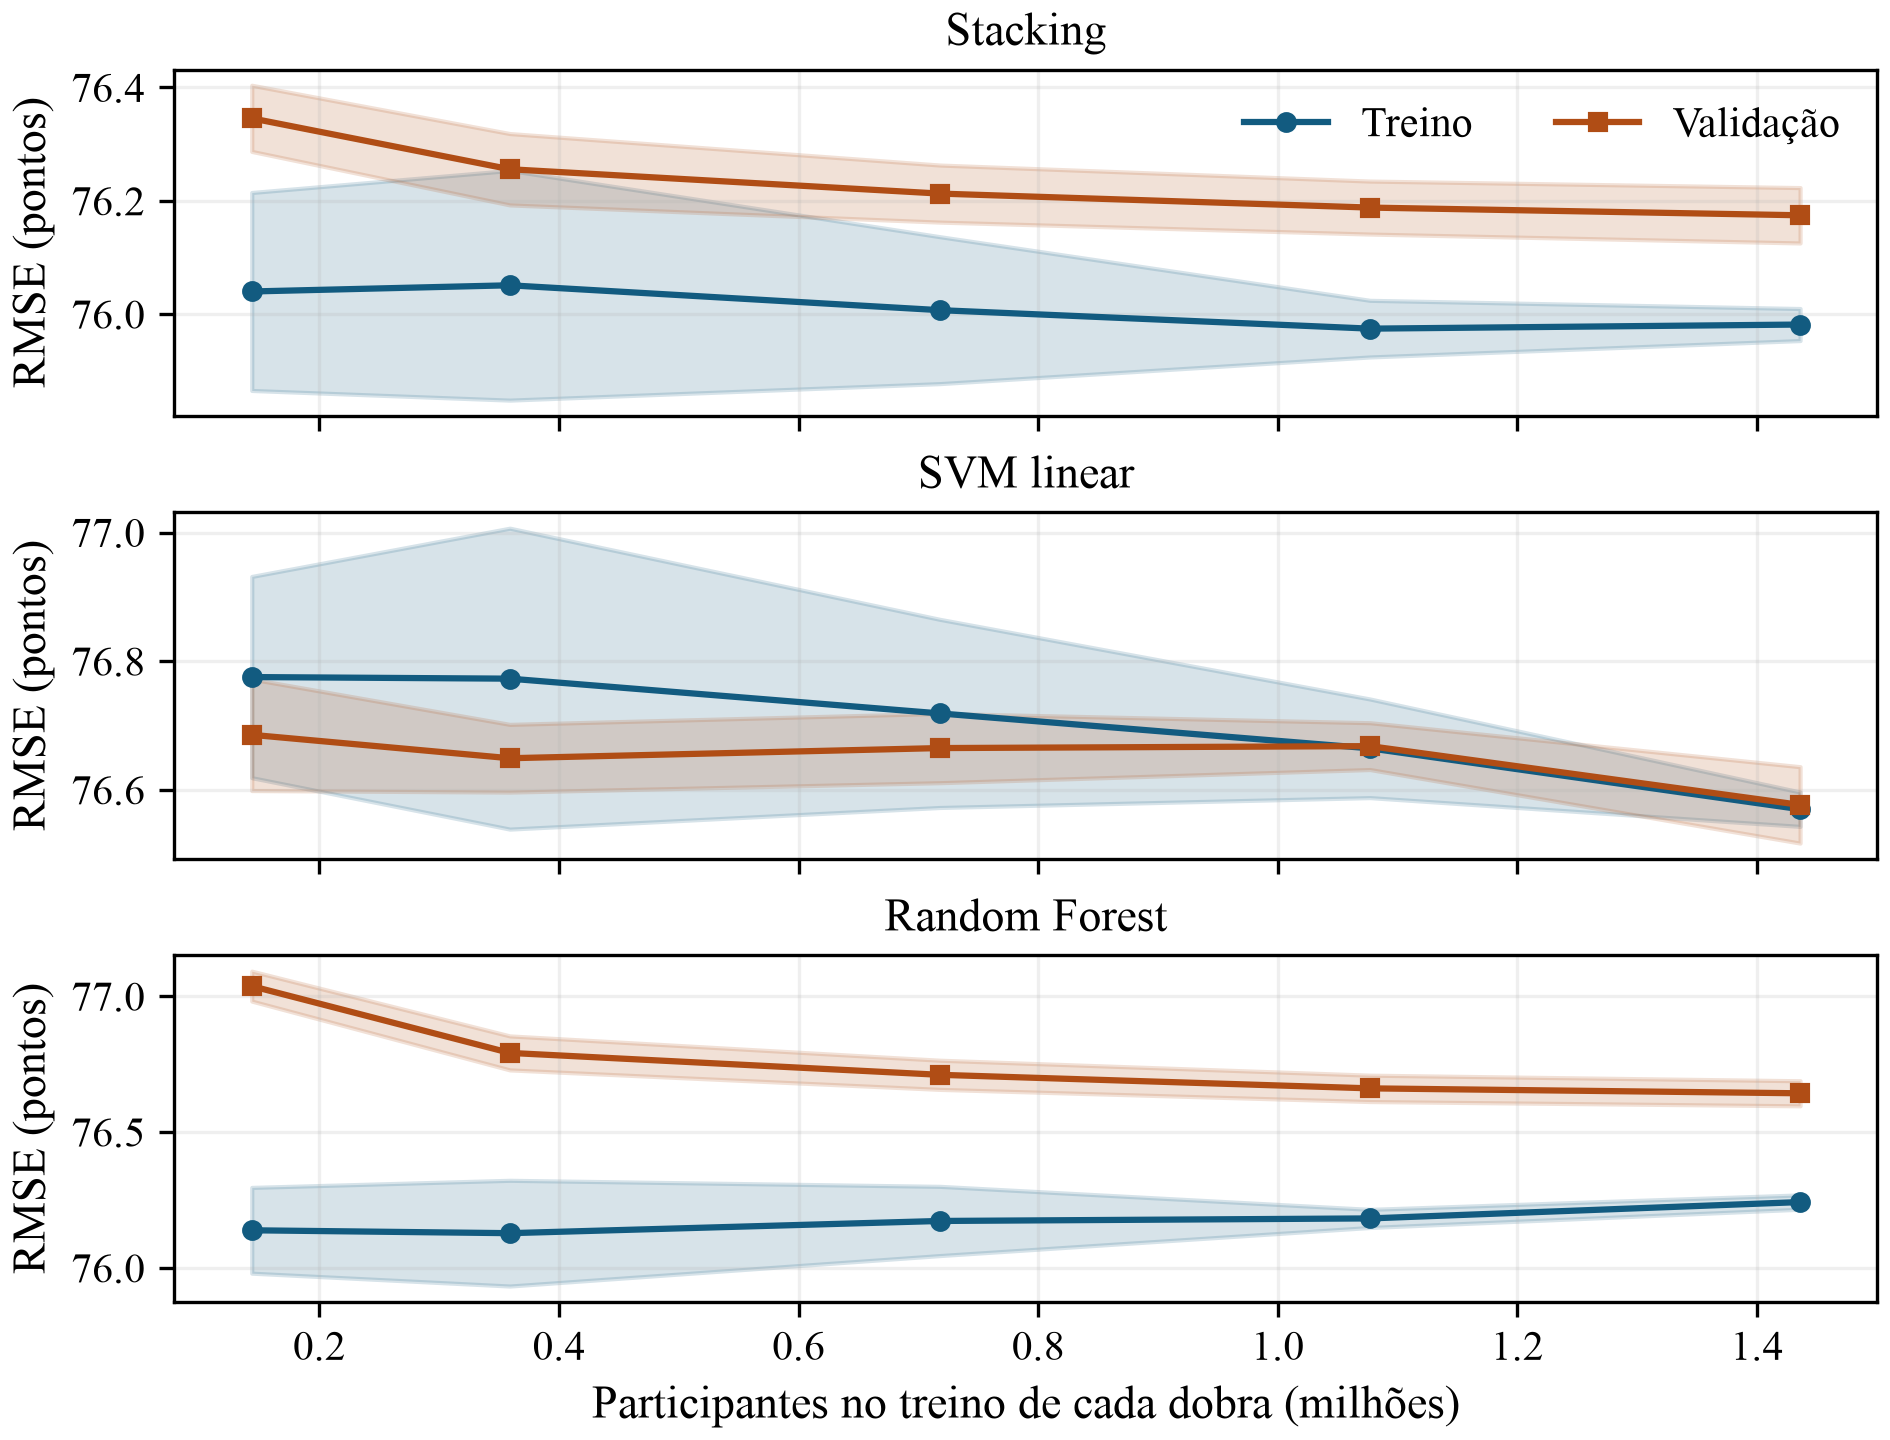 Stacking
76.4
76.2
76.0
RMSE (pontos)
Treino
Validação
SVM linear
77.0
76.8
76.6
RMSE (pontos)
Random Forest
77.0
76.5
76.0
RMSE (pontos)
0.2 0.4 0.6 0.8 1.0 1.2 1.4
Participantes no treino de cada dobra (milhões)